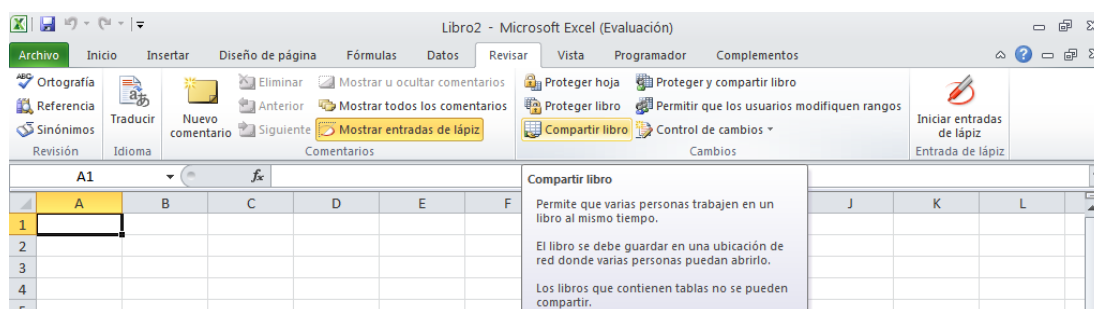 Libro2 - Microsoft Excel (Evaluación)
Archivo Inicio Insertar Diseño de página Fórmulas Datos Revisar Vista Programador Complementos
ABC Ortografía
Referencia
Sinónimos
Revisión
Traducir
Idioma
Nuevo
comentario
Eliminar
Anterior
Siguiente
Mostrar u ocultar comentarios
Mostrar todos los comentarios
Mostrar entradas de lápiz
Comentarios
Proteger hoja
Proteger libro
Compartir libro
Proteger y compartir libro
Permitir que los usuarios modifiquen rangos
Control de cambios
Cambios
Iniciar entradas
de lápiz
Entrada de lápiz
A1 fx
A B C D E F J K L
1
2
3
4
Compartir libro
Permite que varias personas trabajen en un
libro al mismo tiempo.
El libro se debe guardar en una ubicación de
red donde varias personas puedan abrirlo.
Los libros que contienen tablas no se pueden
compartir.